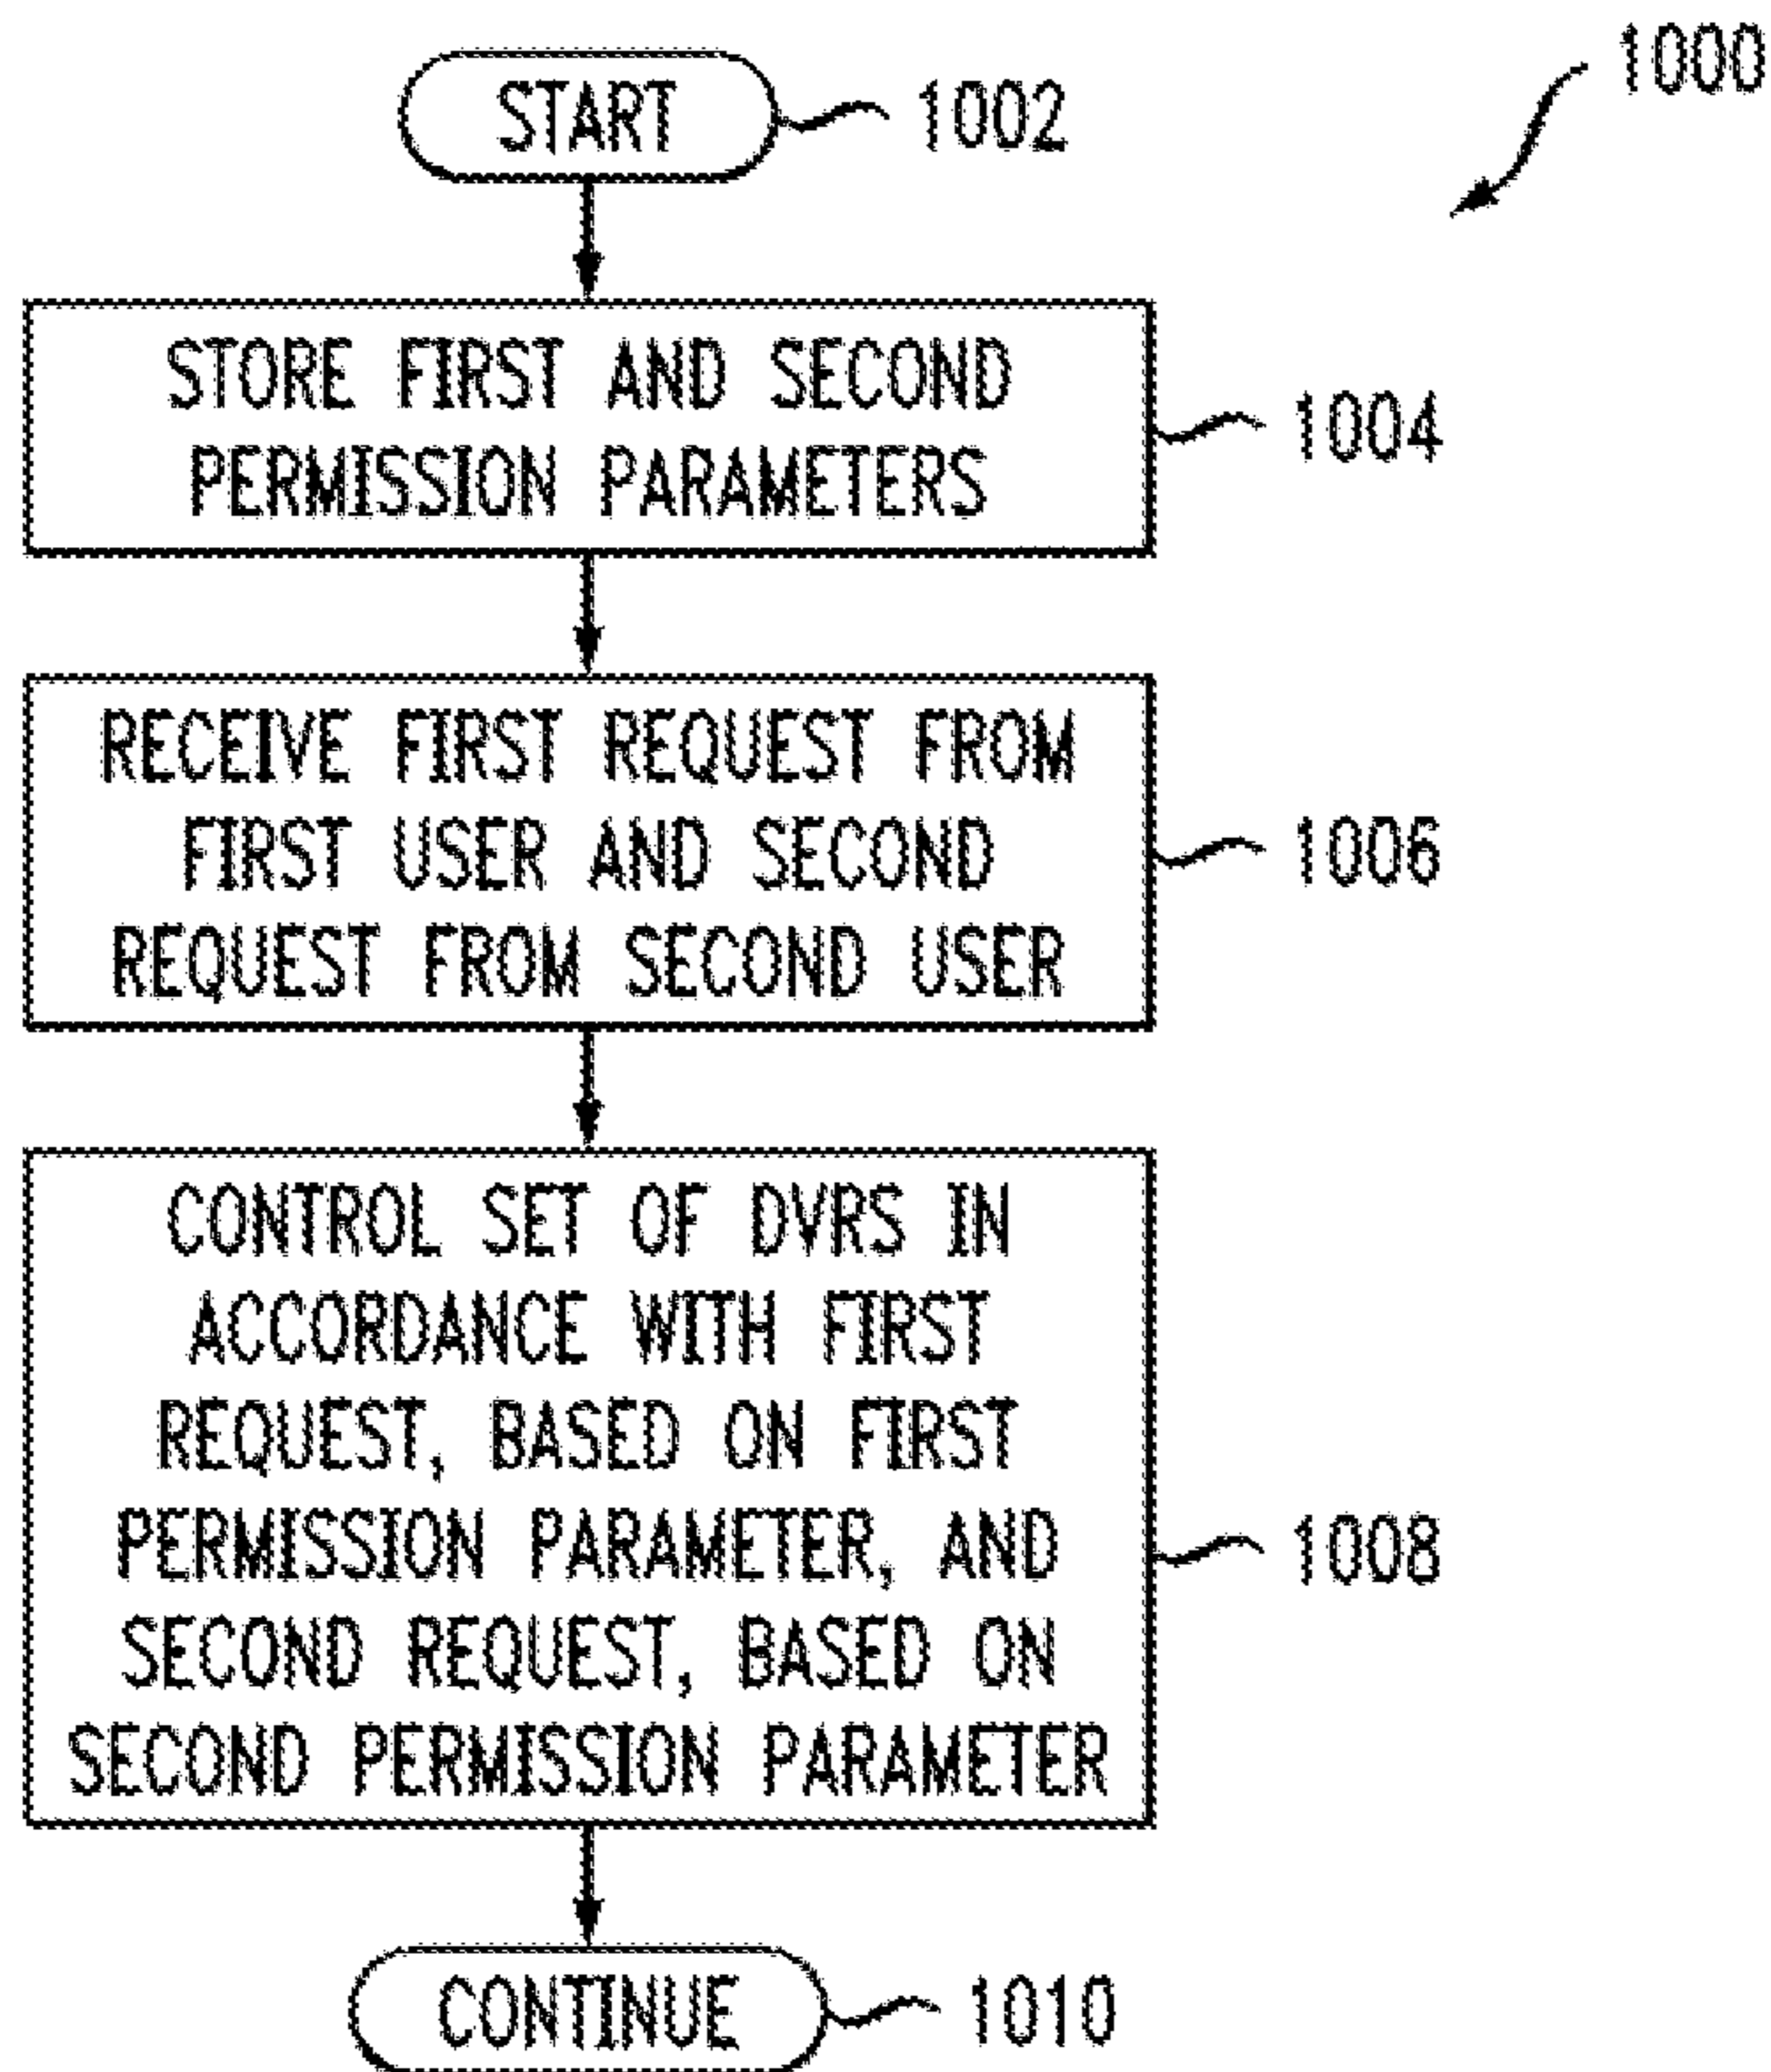 1000
START
1002
STORE FIRST AND SECOND
PERMISSION PARAMETERS
1004
RECEIVE FIRST REQUEST FROM
FIRST USER AND SECOND
REQUEST FROM SECOND USER
1006
CONTROL SET OF DVRS IN
ACCORDANCE WITH FIRST
REQUEST, BASED ON FIRST
PERMISSION PARAMETER, AND
SECOND REQUEST, BASED ON
SECOND PERMISSION PARAMETER
1008
CONTINUE
1010